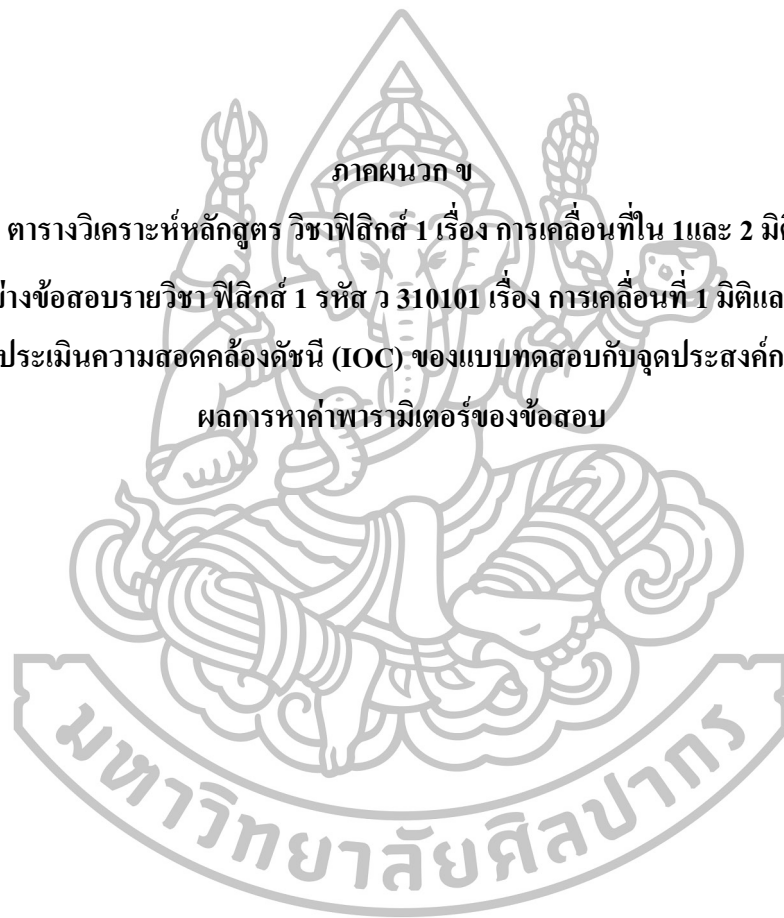 ภาคผนวก ข
ตารางวิเคราะห์หลักสูตร วิชาฟิสิกส์ 1 เรื่อง การเคลื่อนที่ใน 1และ 2 มิ
ข้อสอบรายวิชา ฟิสิกส์ 1 รหัส ว 310101 เรื่อง การเคลื่อนที่ 1 มิติแล
ประเมินความสอดคล้องดัชนี (IOC) ของแบบทดสอบกับจุดประสงค์ก
ผลการหาค่าพารามิเตอร์ของข้อสอบ
มหาวิทยาลัยศิลปากร